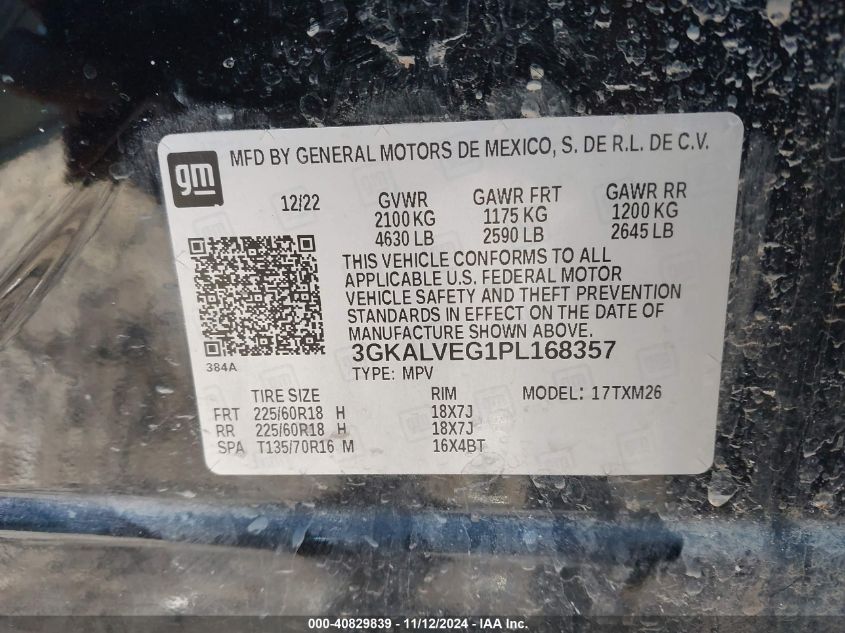 gm
MFD BY GENERAL MOTORS DE MEXICO, S. DE R.L. DE C.V.
12/22 GVWR GAWR FRT GAWR RR
2100 KG 1175 KG 1200 KG
4630 LB 2590 LB 2645 LB
THIS VEHICLE CONFORMS TO ALL
APPLICABLE U.S. FEDERAL MOTOR
VEHICLE SAFETY AND THEFT PREVENTION
STANDARDS IN EFFECT ON THE DATE OF
MANUFACTURE SHOWN ABOVE.
3GKALVEG1PL168357
384A
TYPE: MPV
TIRE SIZE RIM MODEL: 17TXM26
FRT 225/60R18 H 18X7J
RR 225/60R18 H 18X7J
SPA T135/70R16 M 16X4BT
000-40829839 - 11/12/2024 - IAAI Inc.